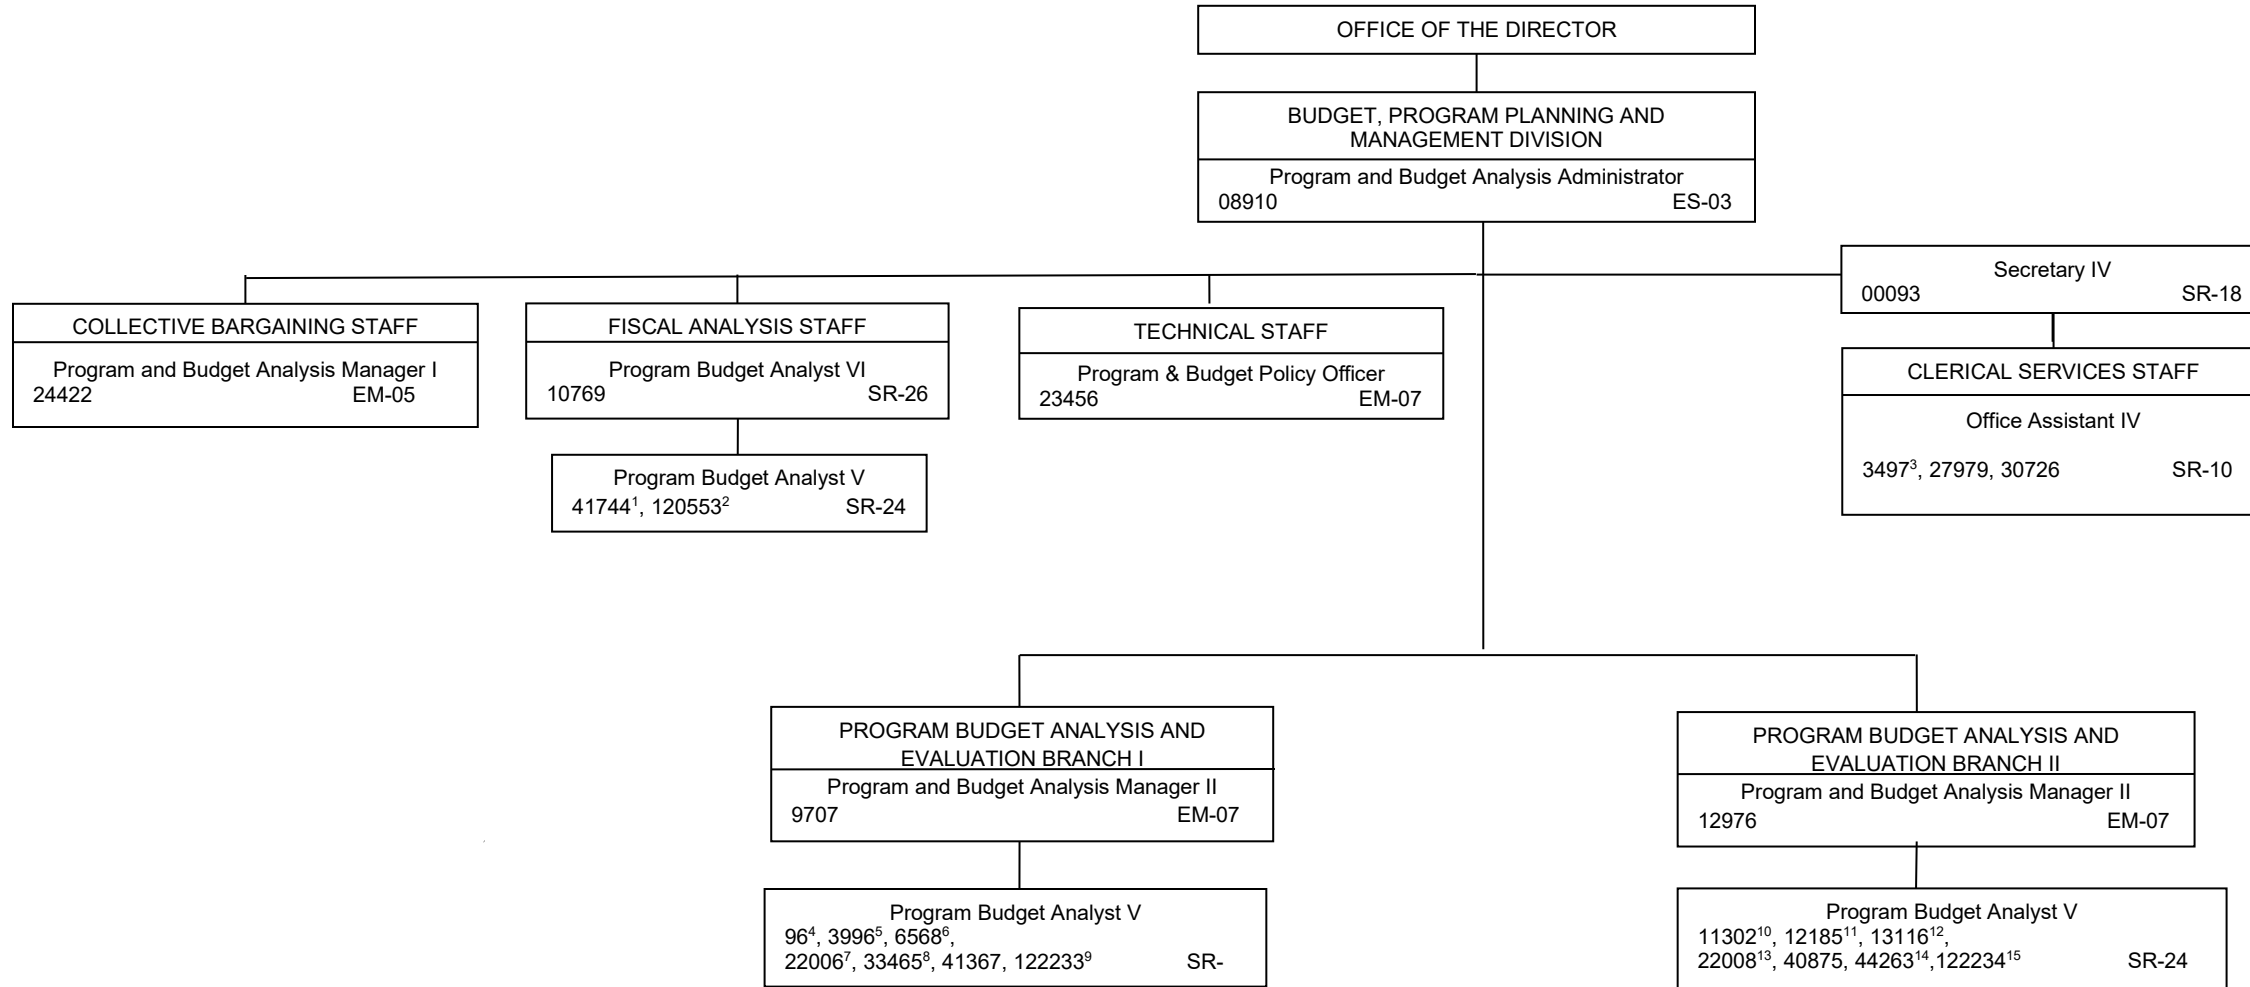 OFFICE OF THE DIRECTOR
BUDGET, PROGRAM PLANNING AND
MANAGEMENT DIVISION
Program and Budget Analysis Administrator
08910 ES-03
Secretary IV
00093 SR-18
COLLECTIVE BARGAINING STAFF
Program and Budget Analysis Manager I
24422 EM-05
FISCAL ANALYSIS STAFF
Program Budget Analyst VI
10769 SR-26
TECHNICAL STAFF
Program & Budget Policy Officer
23456 EM-07
CLERICAL SERVICES STAFF
Office Assistant IV
3497³, 27979, 30726 SR-10
Program Budget Analyst V
41744¹, 120553² SR-24
PROGRAM BUDGET ANALYSIS AND
EVALUATION BRANCH I
Program and Budget Analysis Manager II
9707 EM-07
PROGRAM BUDGET ANALYSIS AND
EVALUATION BRANCH II
Program and Budget Analysis Manager II
12976 EM-07
Program Budget Analyst V
96⁴, 3996⁵, 6568⁶,
22006⁷, 33465⁸, 41367, 122233⁹ SR-
Program Budget Analyst V
11302¹⁰, 12185¹¹, 13116¹²,
22008¹³, 40875, 44263¹⁴,122234¹⁵ SR-24